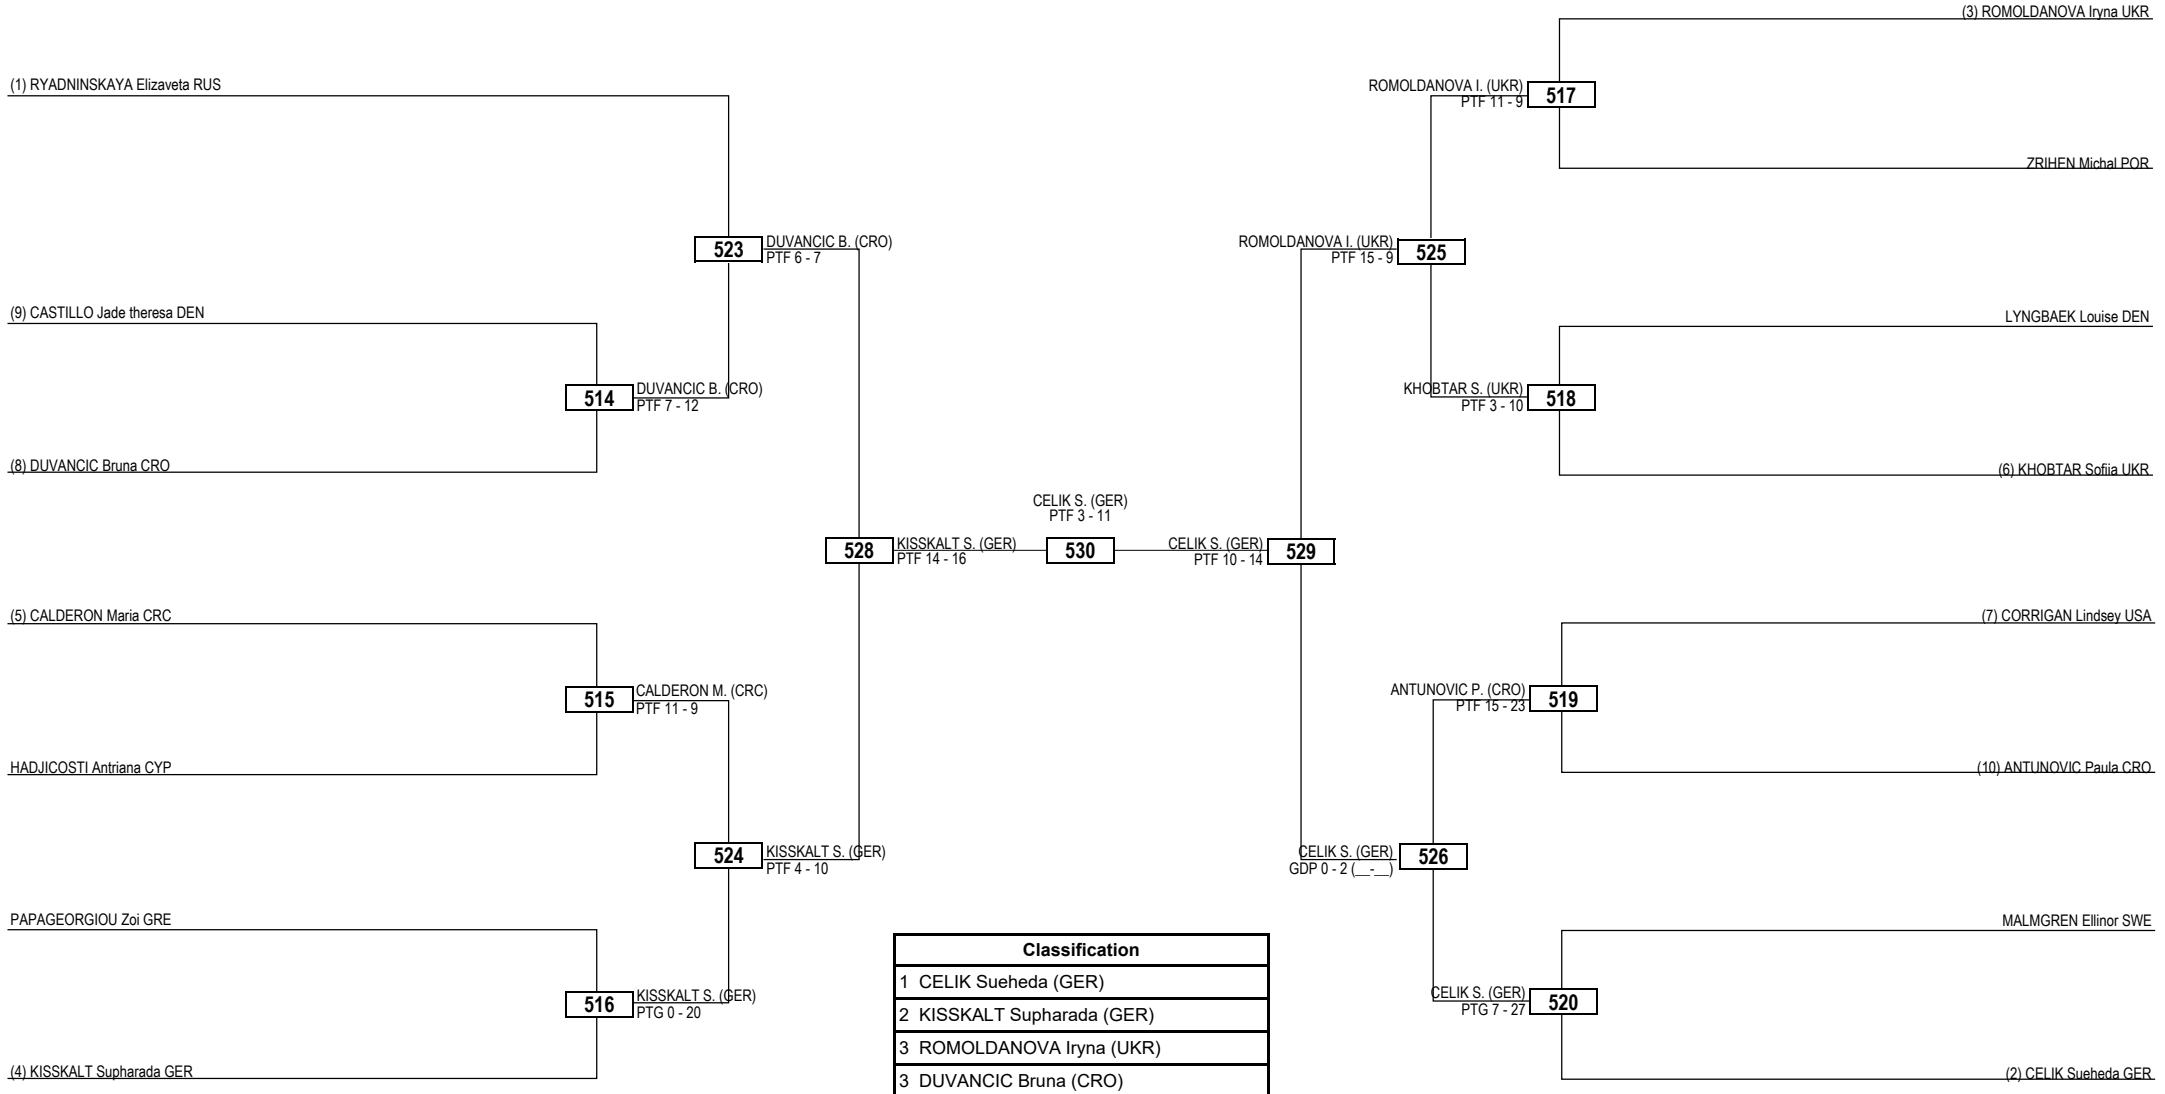 (3) ROMOLDANOVA Iryna UKR
(1) RYADNINSKAYA Elizaveta RUS
ROMOLDANOVA I. (UKR)
PTF 11 - 9
517
ZRIHEN Michal POR
523
DUVANCIC B. (CRO)
PTF 6 - 7
ROMOLDANOVA I. (UKR)
PTF 15 - 9
525
(9) CASTILLO Jade theresa DEN
LYNGBAEK Louise DEN
514
DUVANCIC B. (CRO)
PTF 7 - 12
KHOBTAR S. (UKR)
PTF 3 - 10
518
(8) DUVANCIC Bruna CRO
(6) KHOBTAR Sofiia UKR
CELIK S. (GER)
PTF 3 - 11
528
KISSKALT S. (GER)
PTF 14 - 16
530
CELIK S. (GER)
PTF 10 - 14
529
(5) CALDERON Maria CRC
(7) CORRIGAN Lindsey USA
515
CALDERON M. (CRC)
PTF 11 - 9
ANTUNOVIC P. (CRO)
PTF 15 - 23
519
HADJICOSTI Antriana CYP
(10) ANTUNOVIC Paula CRO
524
KISSKALT S. (GER)
PTF 4 - 10
CELIK S. (GER)
GDP 0 - 2 (__-__)
526
PAPAGEORGIOU Zoi GRE
MALMGREN Ellinor SWE
516
KISSKALT S. (GER)
PTG 0 - 20
CELIK S. (GER)
PTG 7 - 27
520
(4) KISSKALT Supharada GER
(2) CELIK Sueheda GER
Classification
1 CELIK Sueheda (GER)
2 KISSKALT Supharada (GER)
3 ROMOLDANOVA Iryna (UKR)
3 DUVANCIC Bruna (CRO)